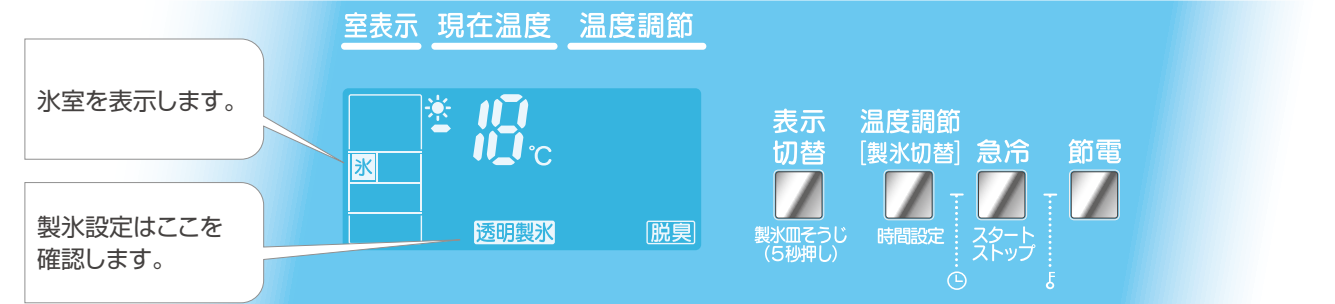 室表示 現在温度 温度調節
氷室を表示します。
製氷設定はここを
確認します。
氷
18℃
透明製氷
脱臭
表示
切替
製氷皿そうじ
(5秒押し)
温度調節
[製氷切替]
時間設定
急冷
スタート
ストップ
節電